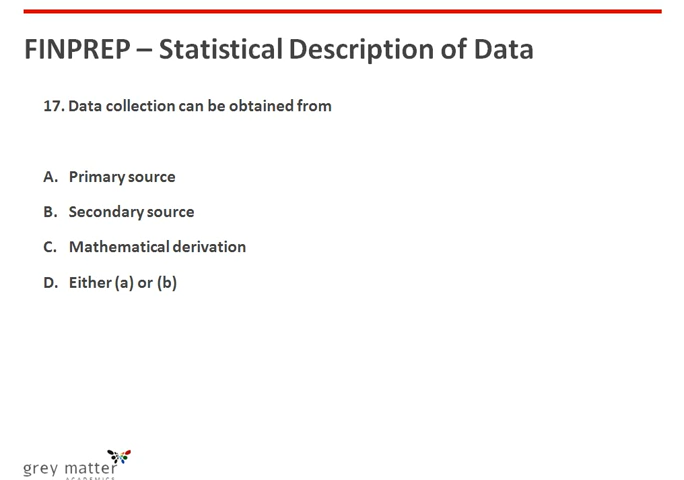 FINPREP – Statistical Description of Data
17. Data collection can be obtained from
A. Primary source
B. Secondary source
C. Mathematical derivation
D. Either (a) or (b)
grey matter
ACADEMICS